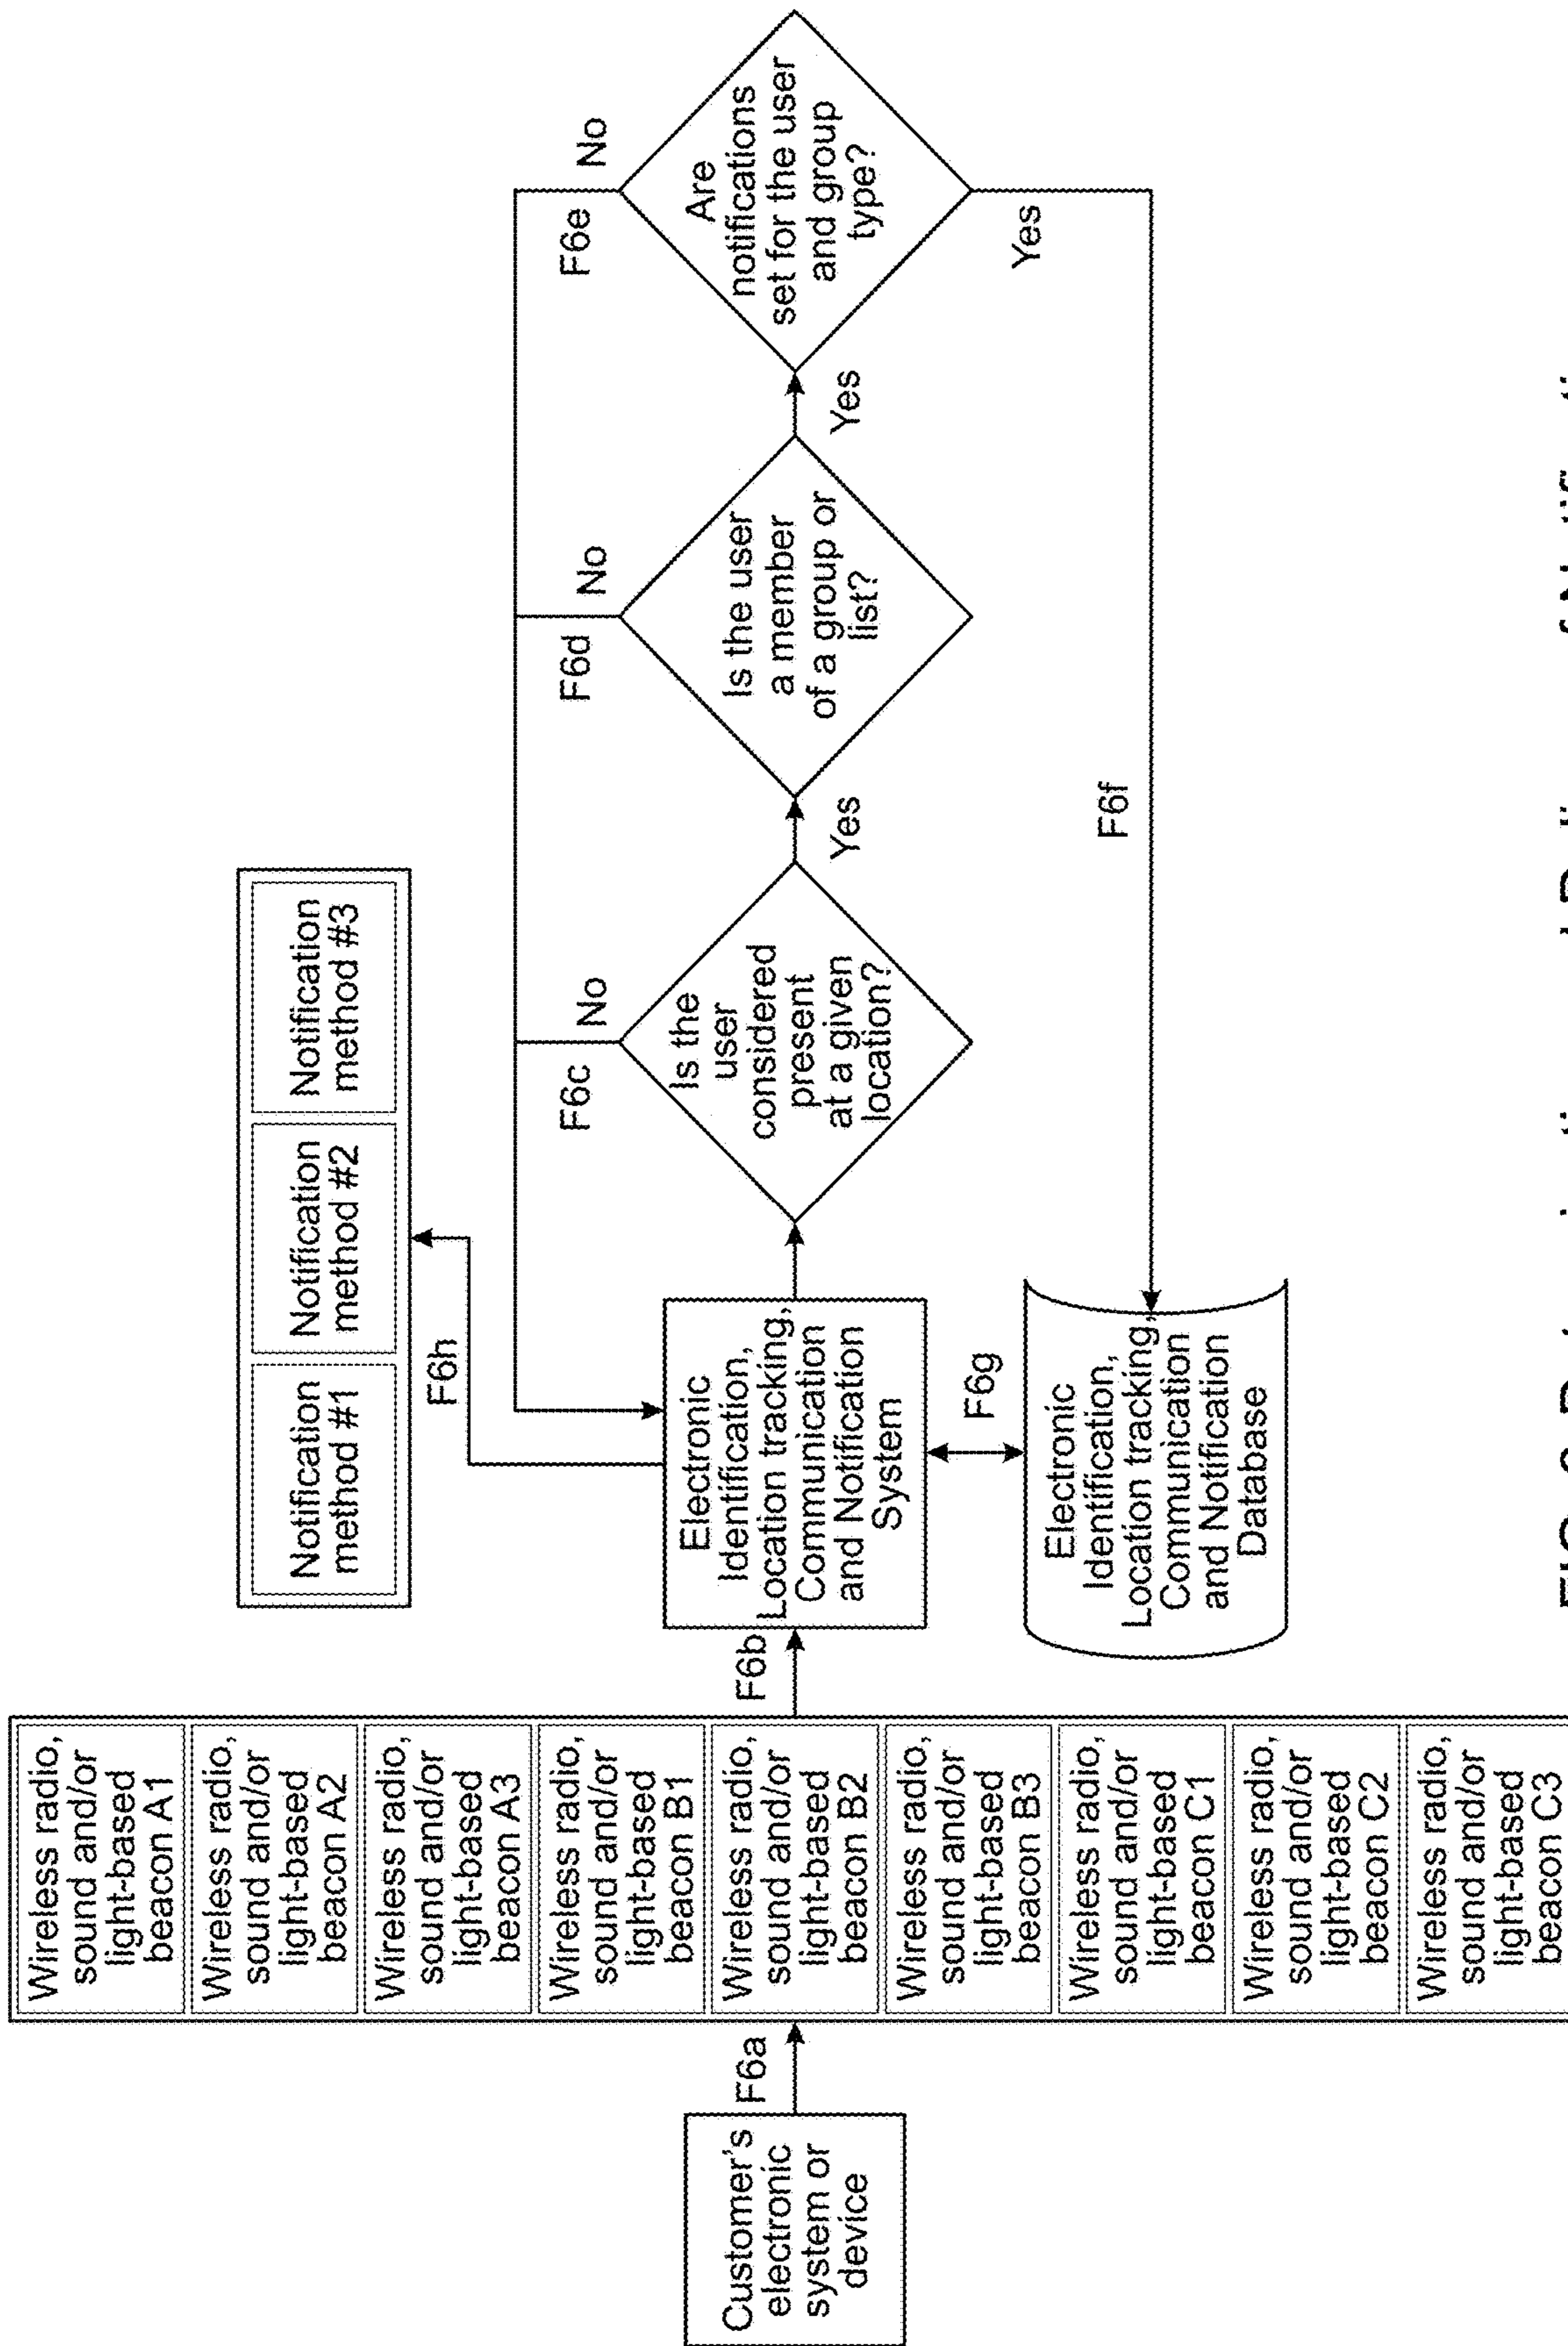 Customer's
electronic
system or
device
F6a
Wireless radio,
sound and/or
light-based
beacon A1
Wireless radio,
sound and/or
light-based
beacon A2
Wireless radio,
sound and/or
light-based
beacon A3
Wireless radio,
sound and/or
light-based
beacon B1
Wireless radio,
sound and/or
light-based
beacon B2
Wireless radio,
sound and/or
light-based
beacon B3
Wireless radio,
sound and/or
light-based
beacon C1
Wireless radio,
sound and/or
light-based
beacon C2
Wireless radio,
sound and/or
light-based
beacon C3
F6b
Electronic
Identification,
Location tracking,
Communication
and Notification
System
F6h
Notification
method #1
Notification
method #2
Notification
method #3
F6g
Electronic
Identification,
Location tracking,
Communication
and Notification
Database
Is the
user
considered
present
at a given
location?
F6c
No
Yes
Is the user
a member
of a group or
list?
F6d
No
Yes
Are
notifications
set for the user
and group
type?
F6e
No
Yes
F6f